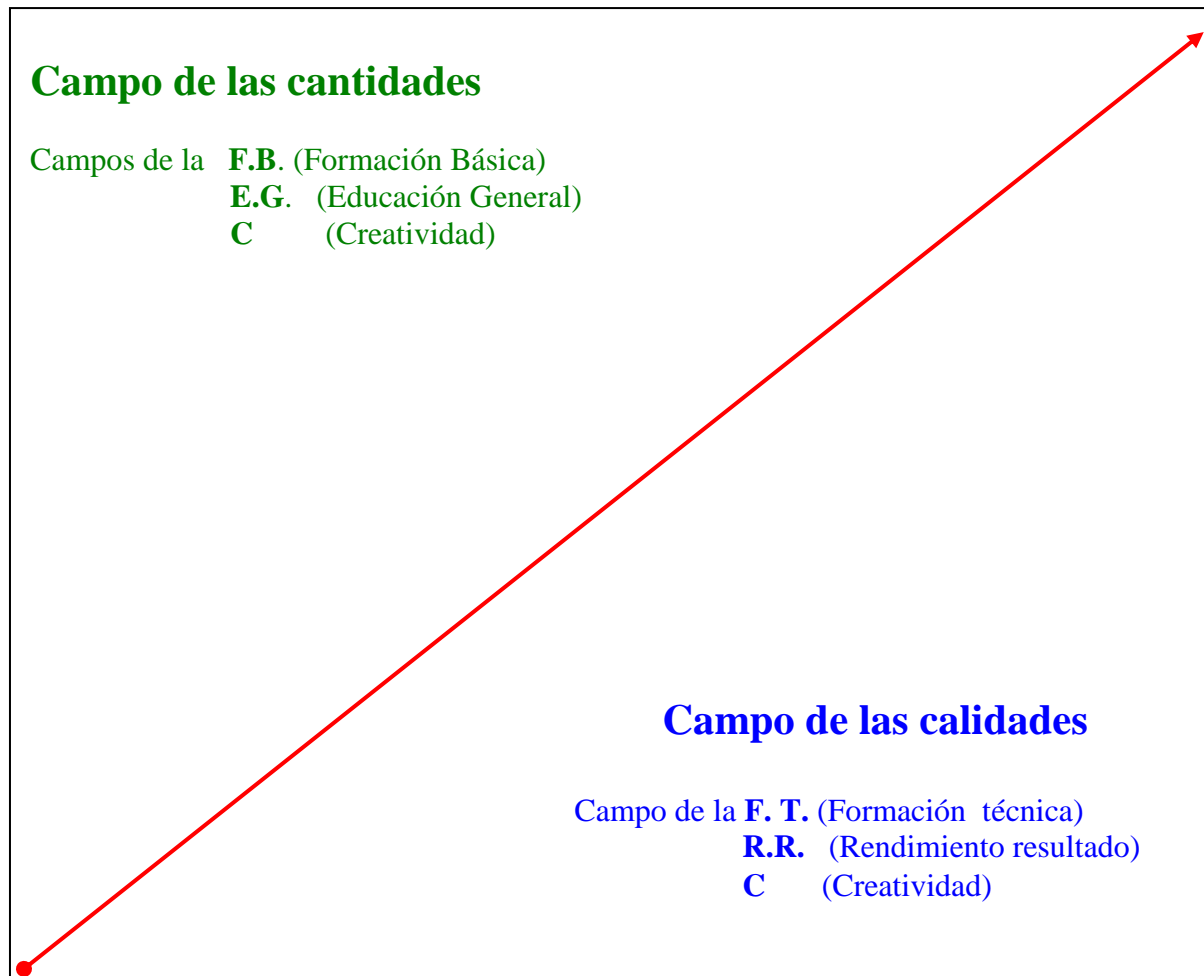 Campo de las cantidades
Campos de la F.B. (Formación Básica)
E.G. (Educación General)
C (Creatividad)
Campo de las calidades
Campo de la F. T. (Formación técnica)
R.R. (Rendimiento resultado)
C (Creatividad)